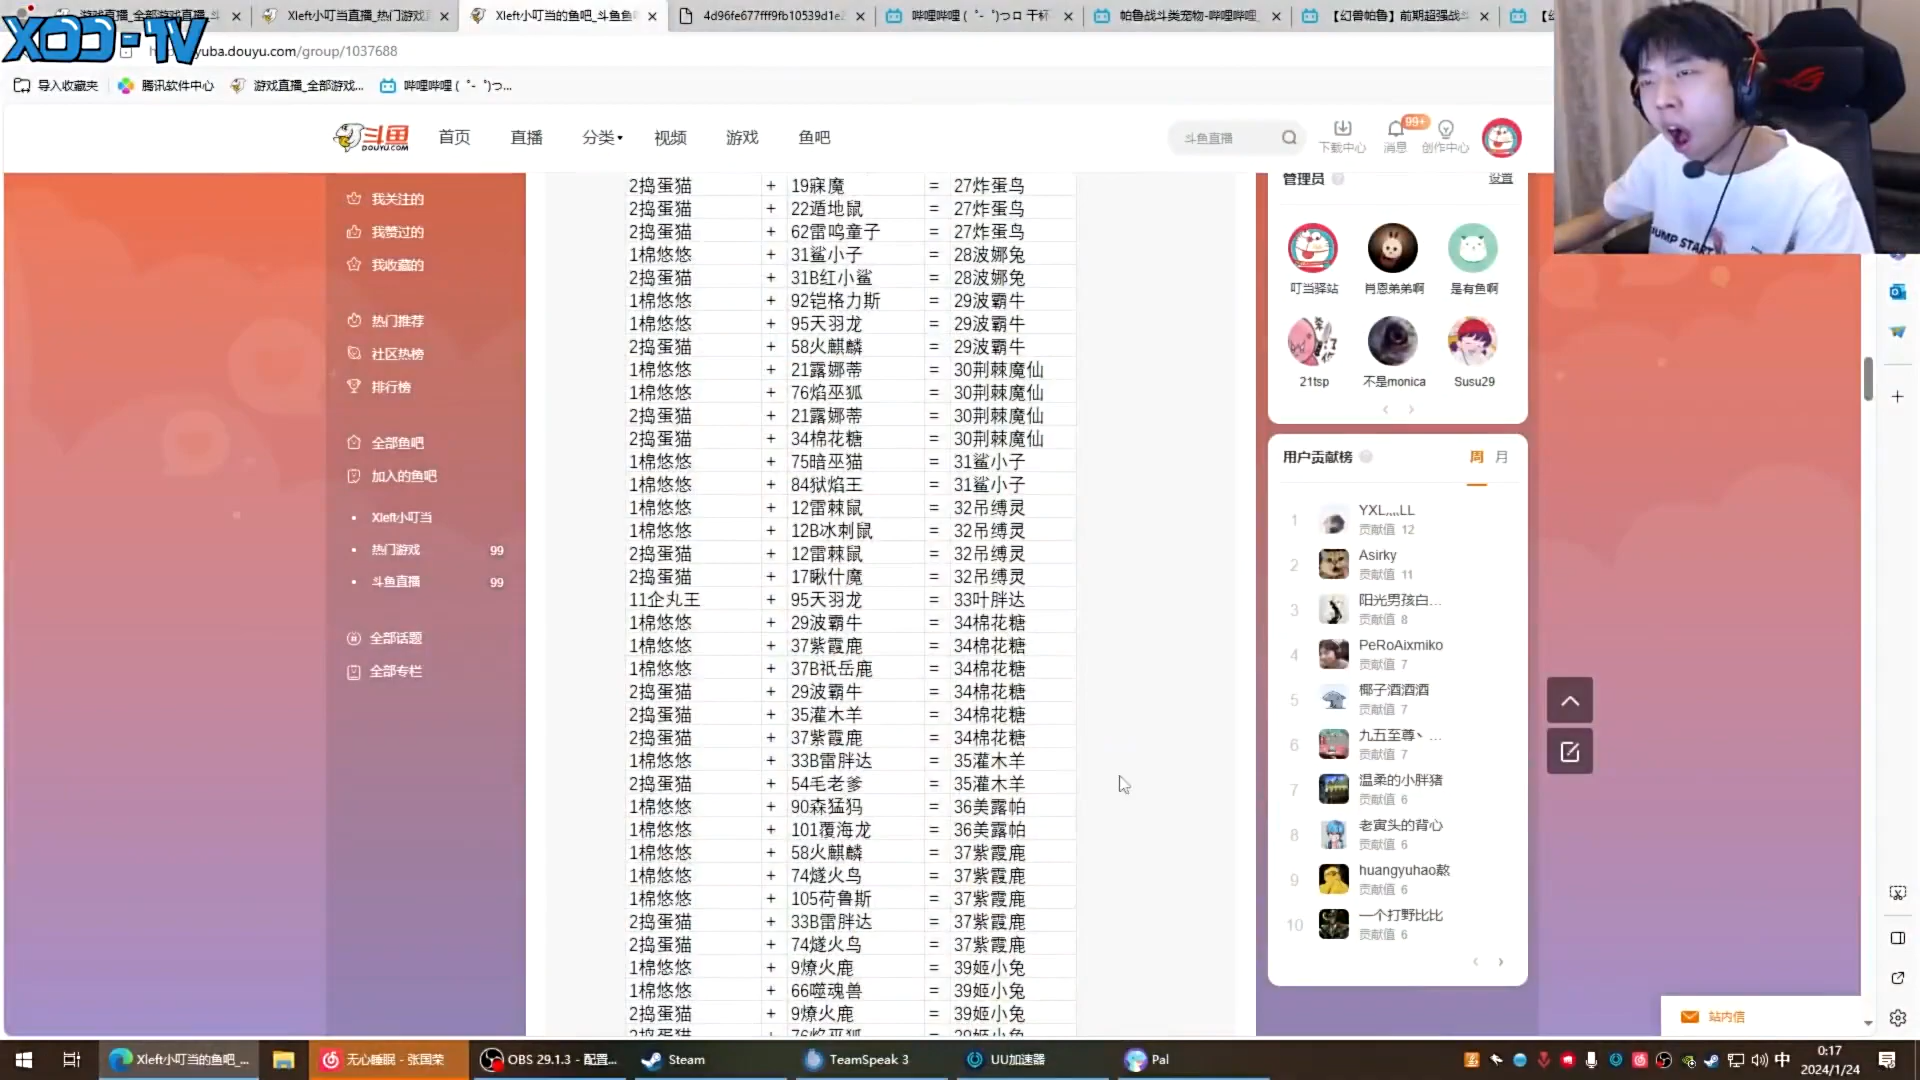 全部游戏直播_斗
Xleft小叮当直播_热门游戏
Xleft小叮当的鱼吧_斗鱼鱼
4d96fe677fff9fb10539d1e
哔哩哔哩 (゜-゜)つロ 干杯
帕鲁战斗类宠物-哔哩哔哩
【幻兽帕鲁】前期超强战
XOO-TV
yuba.douyu.com/group/1037688
导入收藏夹
腾讯软件中心
游戏直播_全部游戏...
哔哩哔哩 (゜-゜)つ...
斗鱼
DOUYU.COM
首页
直播
分类
视频
游戏
鱼吧
斗鱼直播
下载中心
99+
消息
创作中心
我关注的
我赞过的
我收藏的
热门推荐
社区热榜
排行榜
全部鱼吧
加入的鱼吧
Xleft小叮当
热门游戏 99
斗鱼直播 99
全部话题
全部专栏
2捣蛋猫 + 19寐魔 = 27炸蛋鸟
2捣蛋猫 + 22遁地鼠 = 27炸蛋鸟
2捣蛋猫 + 62雷鸣童子 = 27炸蛋鸟
1棉悠悠 + 31鲨小子 = 28波娜兔
2捣蛋猫 + 31B红小鲨 = 28波娜兔
1棉悠悠 + 92铠格力斯 = 29波霸牛
1棉悠悠 + 95天羽龙 = 29波霸牛
2捣蛋猫 + 58火麒麟 = 29波霸牛
1棉悠悠 + 21露娜蒂 = 30荆棘魔仙
1棉悠悠 + 76焰巫狐 = 30荆棘魔仙
2捣蛋猫 + 21露娜蒂 = 30荆棘魔仙
2捣蛋猫 + 34棉花糖 = 30荆棘魔仙
1棉悠悠 + 75暗巫猫 = 31鲨小子
1棉悠悠 + 84狱焰王 = 31鲨小子
1棉悠悠 + 12雷棘鼠 = 32吊缚灵
1棉悠悠 + 12B冰刺鼠 = 32吊缚灵
2捣蛋猫 + 12雷棘鼠 = 32吊缚灵
2捣蛋猫 + 17瞅什魔 = 32吊缚灵
11企丸王 + 95天羽龙 = 33叶胖达
1棉悠悠 + 29波霸牛 = 34棉花糖
1棉悠悠 + 37紫霞鹿 = 34棉花糖
1棉悠悠 + 37B祇岳鹿 = 34棉花糖
2捣蛋猫 + 29波霸牛 = 34棉花糖
2捣蛋猫 + 35灌木羊 = 34棉花糖
2捣蛋猫 + 37紫霞鹿 = 34棉花糖
1棉悠悠 + 33B雷胖达 = 35灌木羊
2捣蛋猫 + 54毛老爹 = 35灌木羊
1棉悠悠 + 90森猛犸 = 36美露帕
1棉悠悠 + 101覆海龙 = 36美露帕
1棉悠悠 + 58火麒麟 = 37紫霞鹿
1棉悠悠 + 74燧火鸟 = 37紫霞鹿
1棉悠悠 + 105荷鲁斯 = 37紫霞鹿
2捣蛋猫 + 33B雷胖达 = 37紫霞鹿
2捣蛋猫 + 74燧火鸟 = 37紫霞鹿
1棉悠悠 + 9燎火鹿 = 39姬小兔
1棉悠悠 + 66噬魂兽 = 39姬小兔
2捣蛋猫 + 9燎火鹿 = 39姬小兔
2捣蛋猫 + 76焰巫狐 = 39姬小兔
管理员
设置
叮当驿站
肖恩弟弟啊
是有鱼啊
21tsp
不是monica
Susu29
用户贡献榜
周 月
1 YXL灬LL
贡献值 12
2 Asirky
贡献值 11
3 阳光男孩白...
贡献值 8
4 PeRoAixmiko
贡献值 7
5 椰子酒酒酒
贡献值 7
6 九五至尊丶...
贡献值 7
7 温柔的小胖猪
贡献值 6
8 老寅头的背心
贡献值 6
9 huangyuhao熬
贡献值 6
10 一个打野比比
贡献值 6
站内信
Xleft小叮当的鱼吧_...
无心睡眠 - 张国荣
OBS 29.1.3 - 配置...
Steam
TeamSpeak 3
UU加速器
Pal
中
0:17
2024/1/24